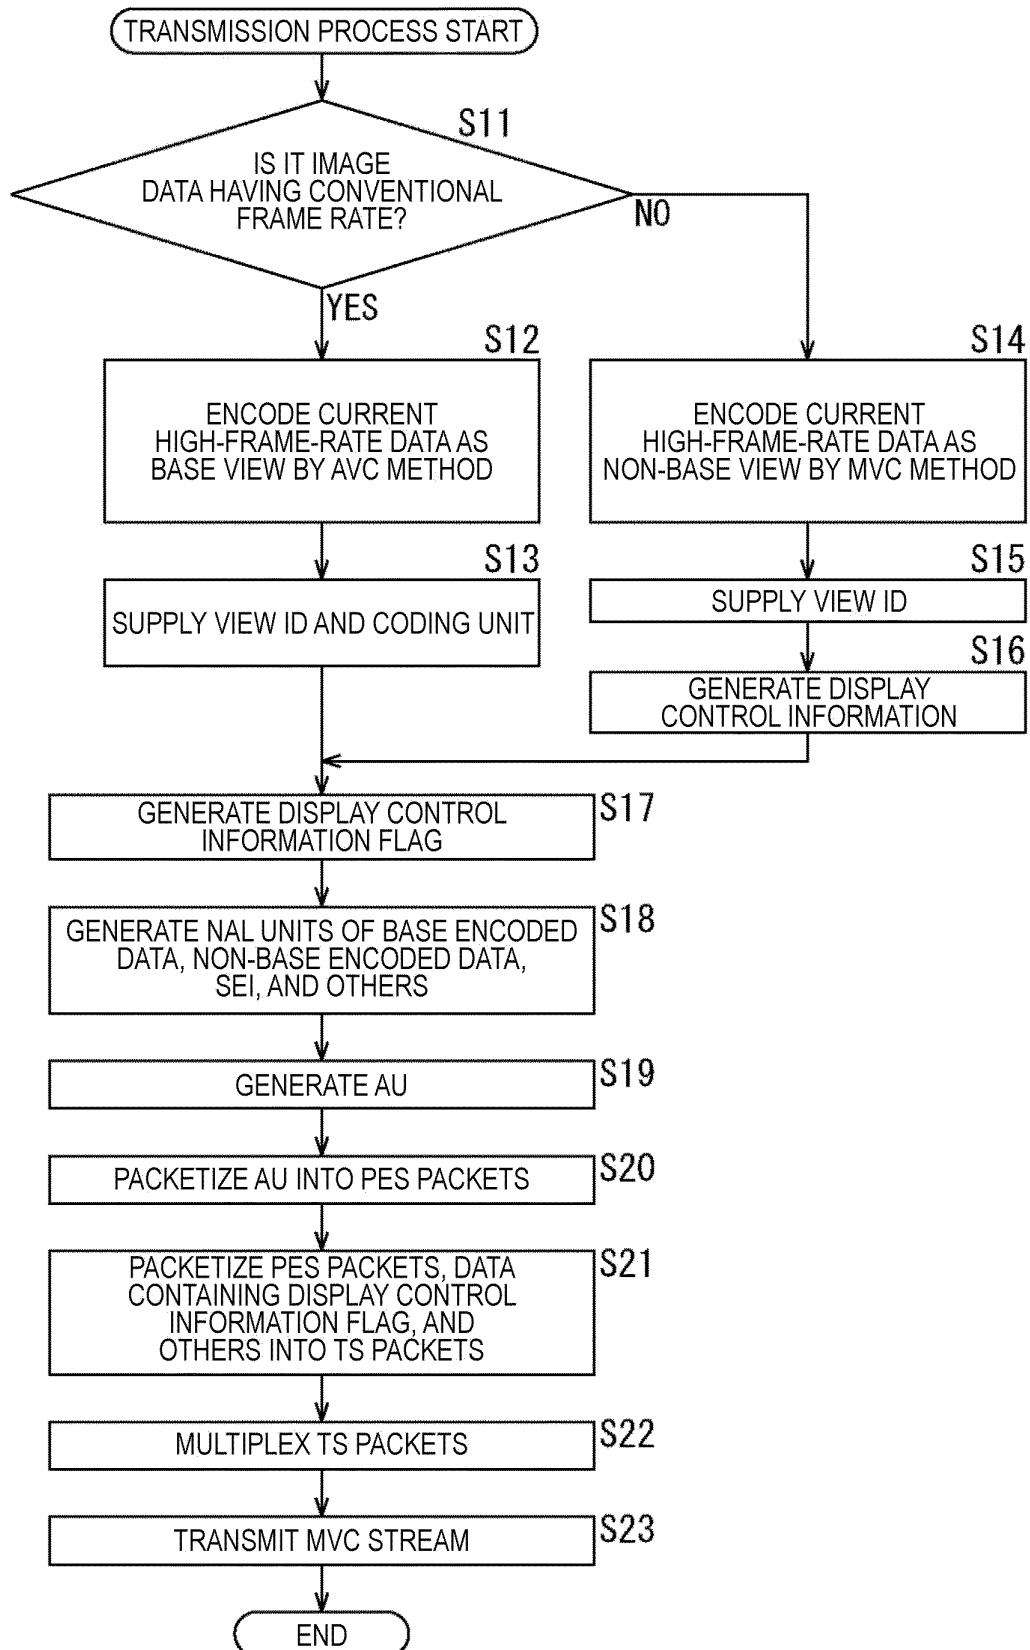 TRANSMISSION PROCESS START
S11
IS IT IMAGE
DATA HAVING CONVENTIONAL
FRAME RATE?
NO
YES
S12
ENCODE CURRENT
HIGH-FRAME-RATE DATA AS
BASE VIEW BY AVC METHOD
S14
ENCODE CURRENT
HIGH-FRAME-RATE DATA AS
NON-BASE VIEW BY MVC METHOD
S13
SUPPLY VIEW ID AND CODING UNIT
S15
SUPPLY VIEW ID
S16
GENERATE DISPLAY
CONTROL INFORMATION
S17
GENERATE DISPLAY CONTROL
INFORMATION FLAG
S18
GENERATE NAL UNITS OF BASE ENCODED
DATA, NON-BASE ENCODED DATA,
SEI, AND OTHERS
S19
GENERATE AU
S20
PACKETIZE AU INTO PES PACKETS
S21
PACKETIZE PES PACKETS, DATA
CONTAINING DISPLAY CONTROL
INFORMATION FLAG, AND
OTHERS INTO TS PACKETS
S22
MULTIPLEX TS PACKETS
S23
TRANSMIT MVC STREAM
END